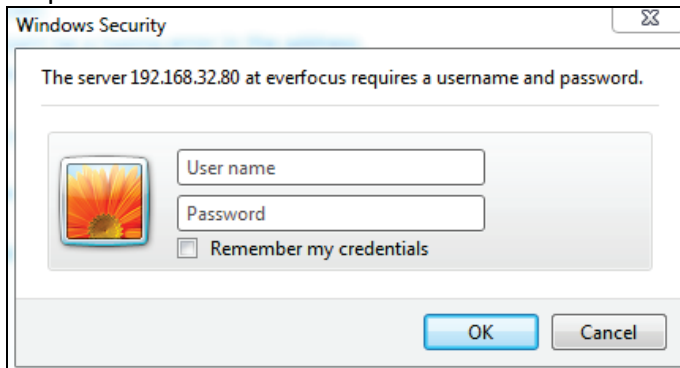 Windows Security
The server 192.168.32.80 at everfocus requires a username and password.
User name
Password
Remember my credentials
OK
Cancel